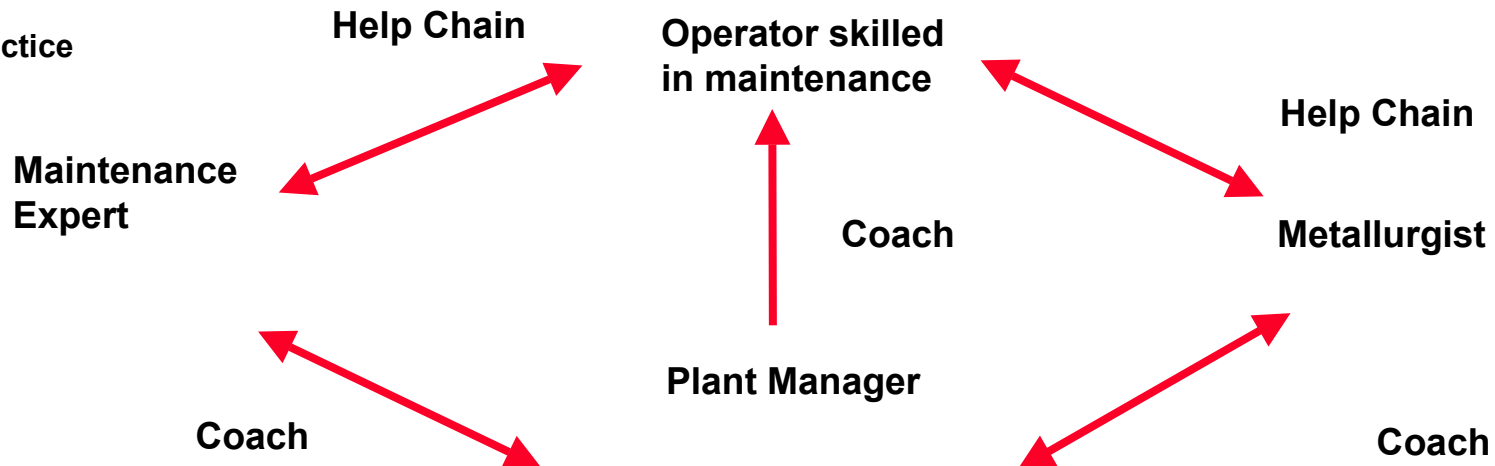 ctice
Help Chain
Operator skilled
in maintenance
Help Chain
Maintenance
Expert
Coach
Metallurgist
Plant Manager
Coach
Coach